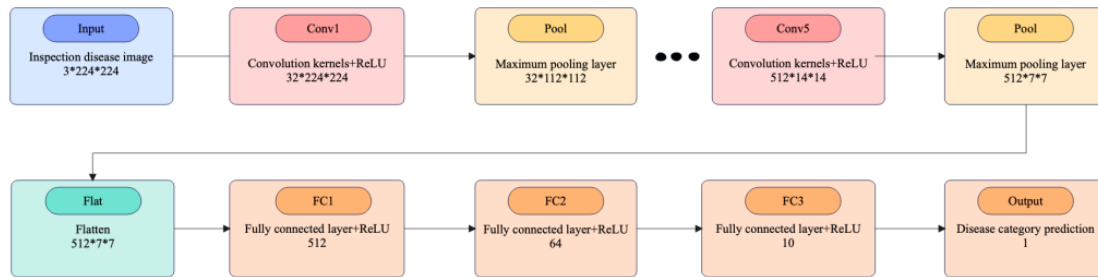 Input
Inspection disease image
3*224*224
Conv1
Convolution kernels+ReLU
32*224*224
Pool
Maximum pooling layer
32*112*112
Conv5
Convolution kernels+ReLU
512*14*14
Pool
Maximum pooling layer
512*7*7
Flat
Flatten
512*7*7
FC1
Fully connected layer+ReLU
512
FC2
Fully connected layer+ReLU
64
FC3
Fully connected layer+ReLU
10
Output
Disease category prediction
1